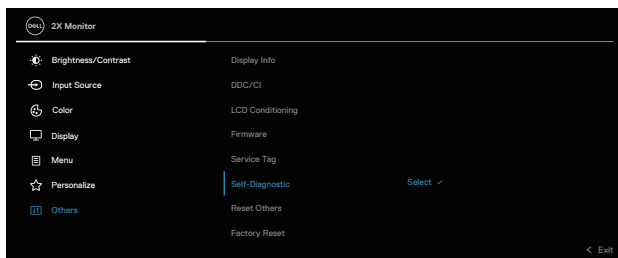 DELL 2X Monitor
Brightness/Contrast Display Info
Input Source DDC/CI
Color LCD Conditioning
Display Firmware
Menu Service Tag
Personalize Self-Diagnostic Select ✓
Others Reset Others
Factory Reset
< Exit